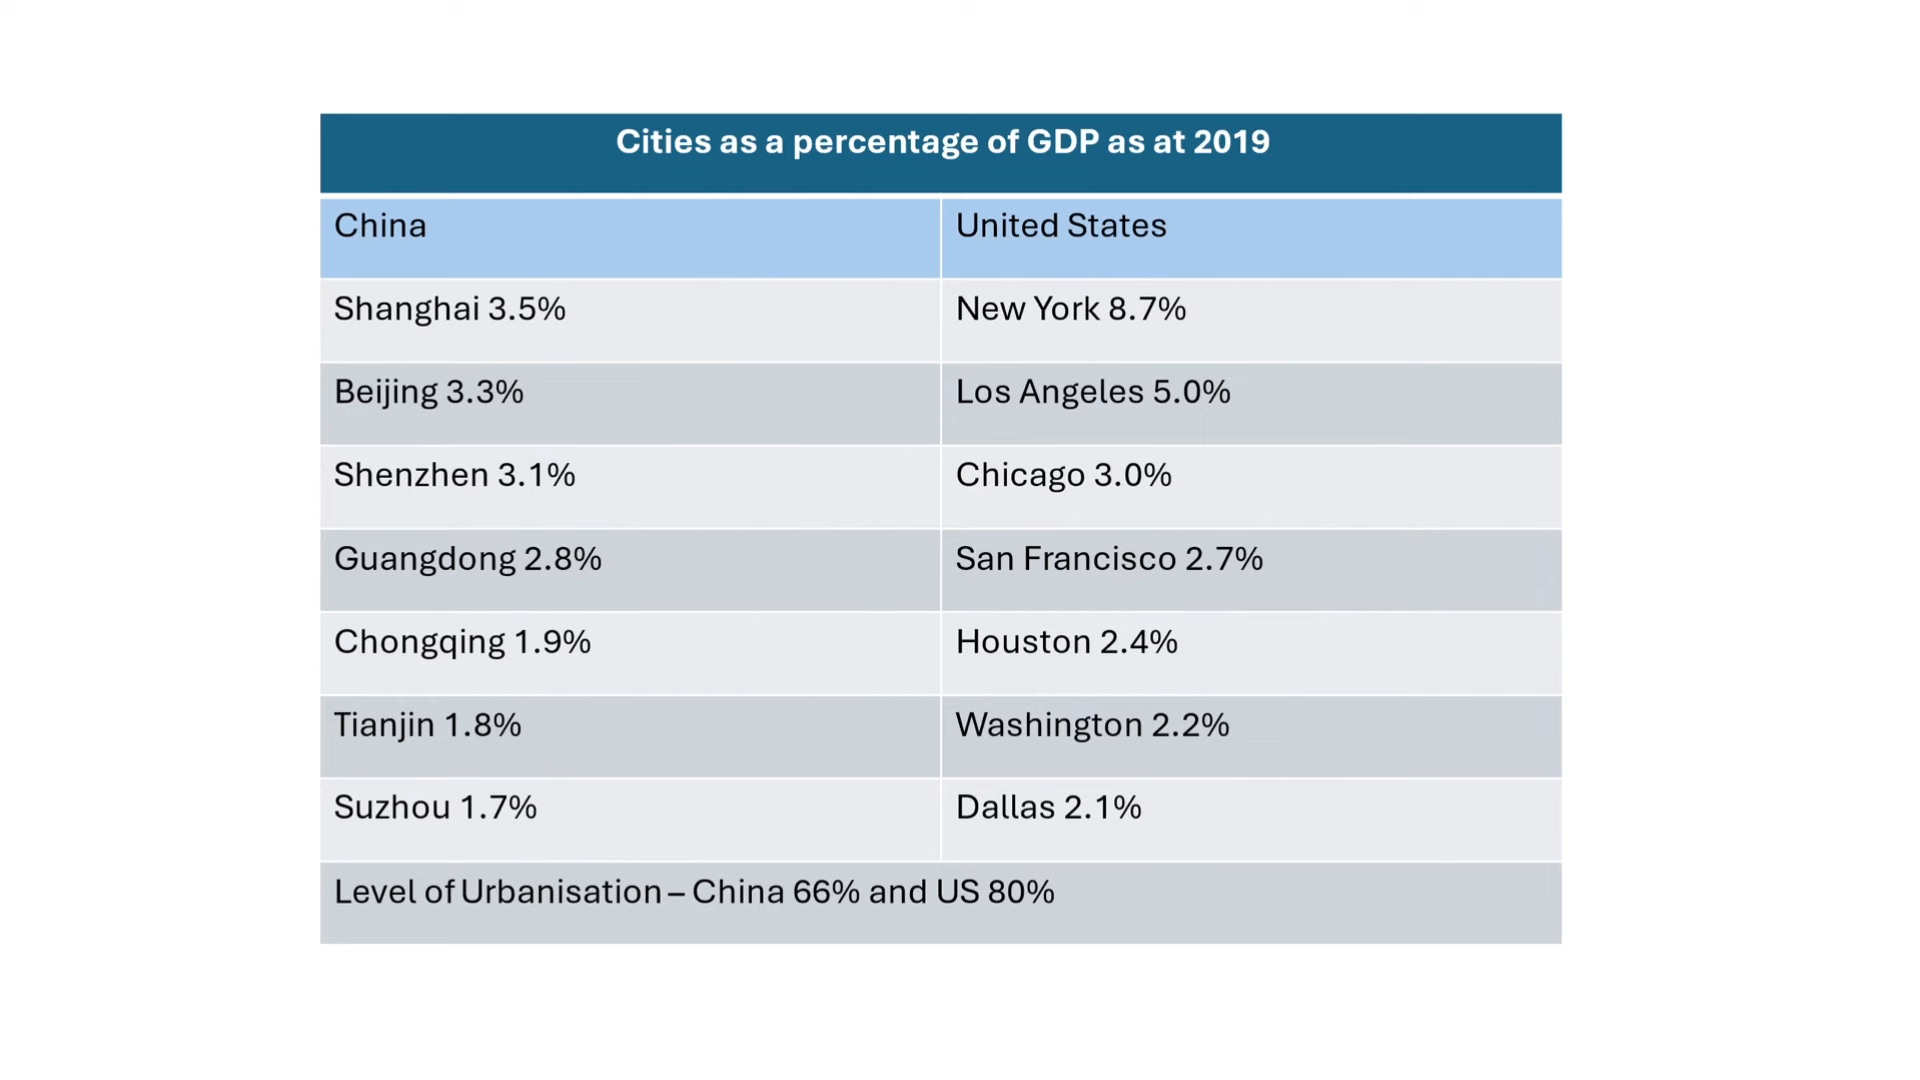 Cities as a percentage of GDP as at 2019
China
United States
Shanghai 3.5%
New York 8.7%
Beijing 3.3%
Los Angeles 5.0%
Shenzhen 3.1%
Chicago 3.0%
Guangdong 2.8%
San Francisco 2.7%
Chongqing 1.9%
Houston 2.4%
Tianjin 1.8%
Washington 2.2%
Suzhou 1.7%
Dallas 2.1%
Level of Urbanisation – China 66% and US 80%